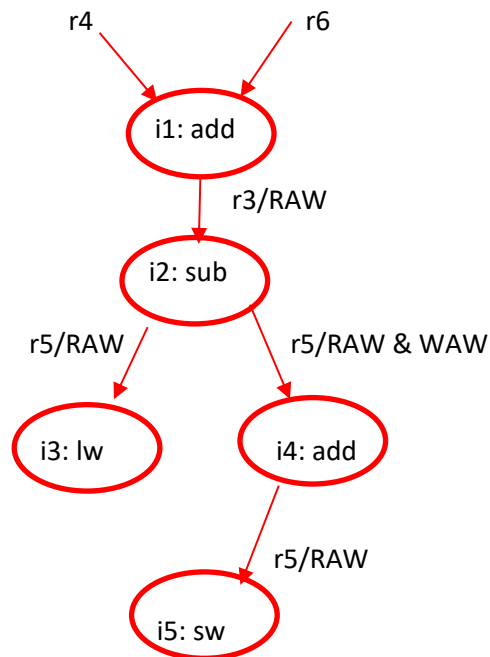 r4
r6
i1: add
r3/RAW
i2: sub
r5/RAW
r5/RAW & WAW
i3: lw
i4: add
r5/RAW
i5: sw